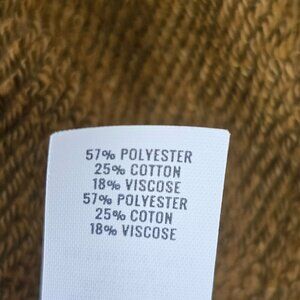 57% POLYESTER
25% COTTON
18% VISCOSE
57% POLYESTER
25% COTON
18% VISCOSE